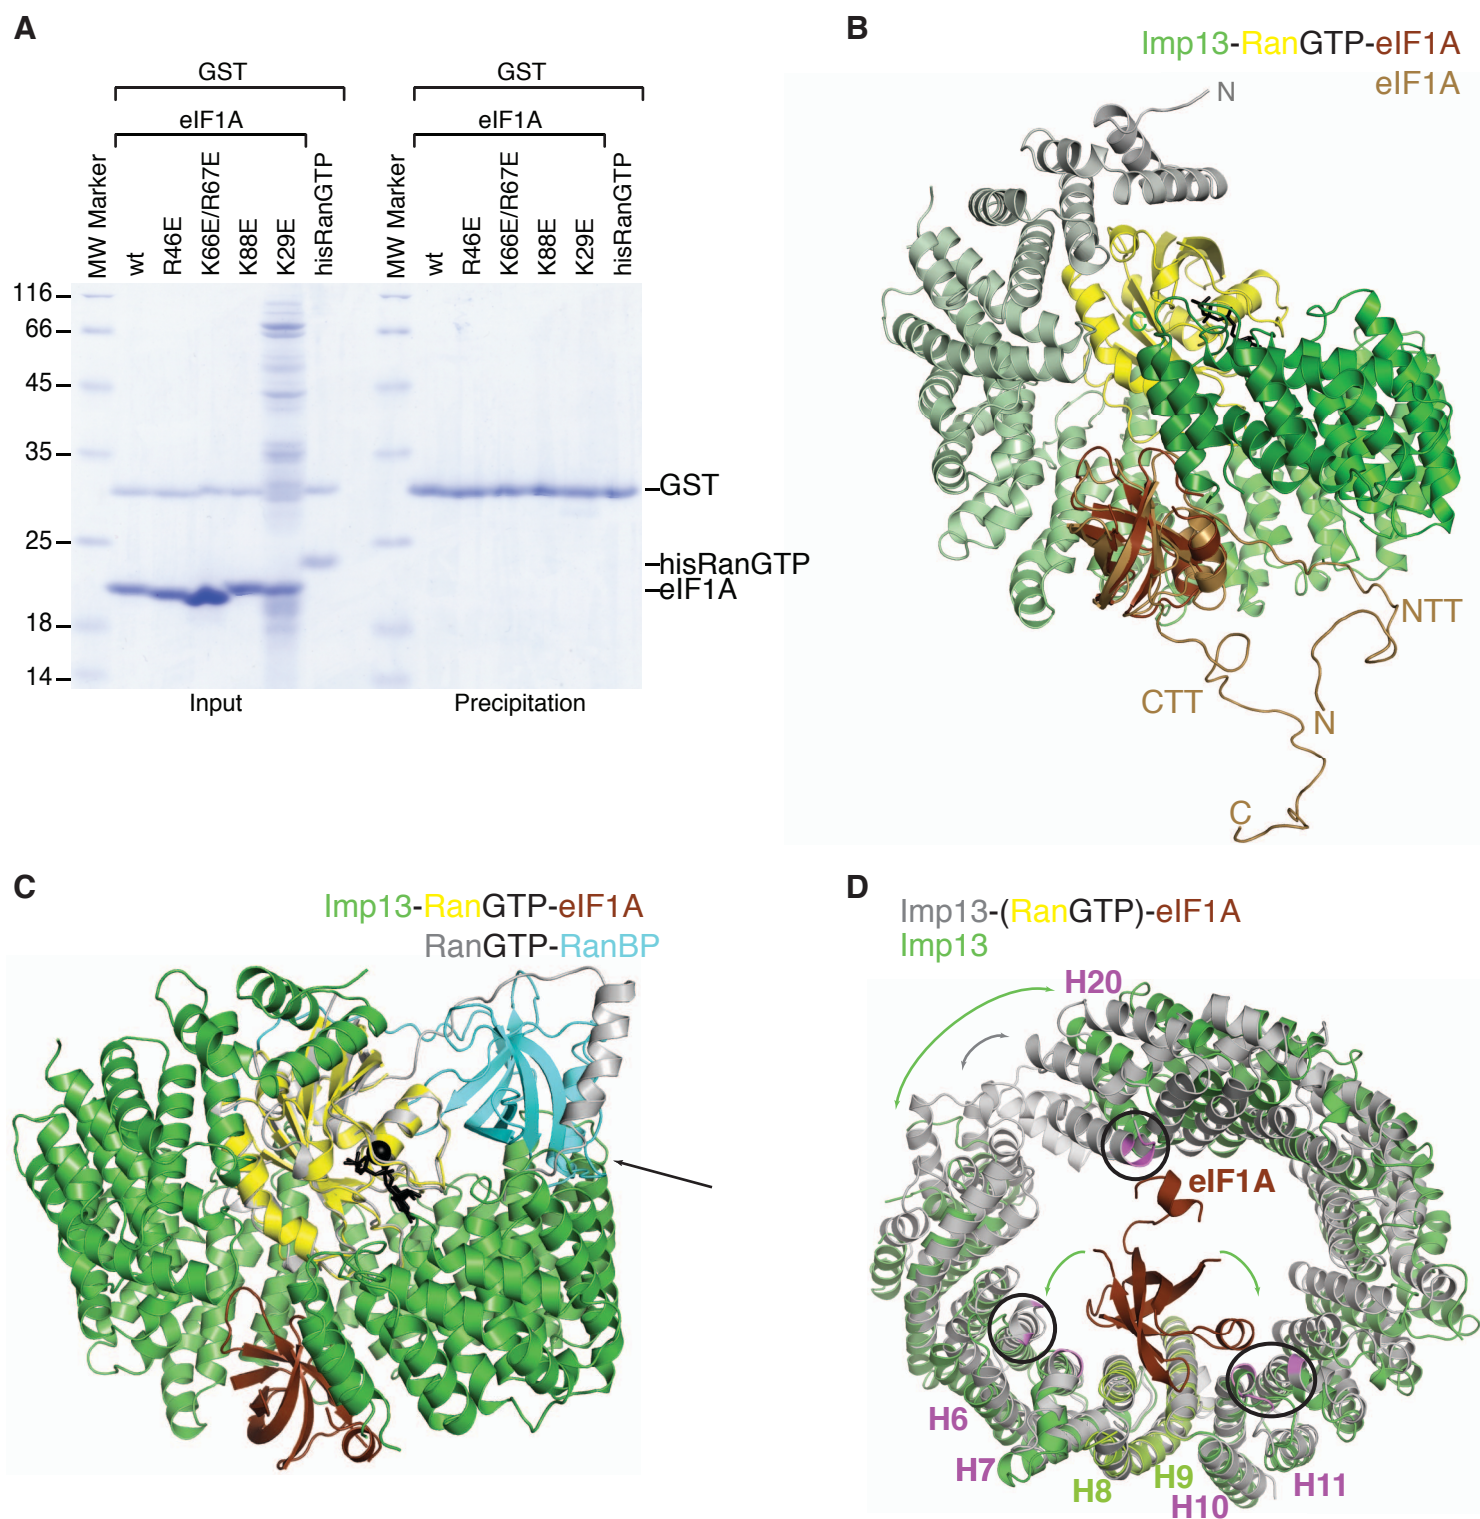 A
GST
GST
eIF1A
eIF1A
MW Marker
wt
R46E
K66E/R67E
K88E
K29E
hisRanGTP
MW Marker
wt
R46E
K66E/R67E
K88E
K29E
hisRanGTP
116
66
45
35
25
18
14
GST
hisRanGTP
eIF1A
Input
Precipitation
B
Imp13-RanGTP-eIF1A
eIF1A
N
C
NTT
CTT
N
C
C
Imp13-RanGTP-eIF1A
RanGTP-RanBP
D
Imp13-(RanGTP)-eIF1A
Imp13
H20
eIF1A
H6
H7
H8
H9
H10
H11